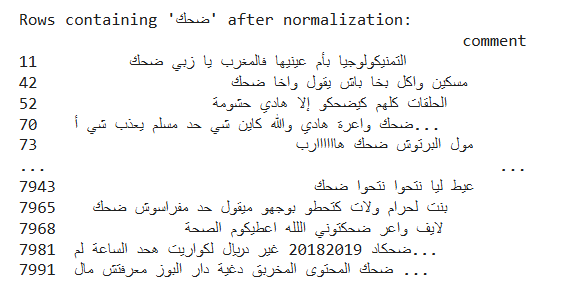 Rows containing 'ضحك' after normalization:
comment
11 التمنيكولوجيا بأم عينيها فالمغرب يا زبي ضحك
42 مسكين واكل بخا باش يقول واخا ضحك
52 الحلقات كلهم كيضحكو إلا هادي حشومة
70 ضحك واعرة هادي والله كاين شي حد مسلم يعذب شي أ...
73 مول البرتوش ضحك هااااارب
... ...
7943 عيط ليا نتحوا نتحوا ضحك
7965 بنت لحرام ولات كتحطو بوجهو ميقول حد مفراسوش ضحك
7968 لايف واعر ضحكتوني الللله اعطيكوم الصحة
7981 ضحكاد 20182019 غير دريال لكواريت هحد الساعة لم...
7991 ضحك المحتوى المخربق دغية دار البوز معرفتش مال ...